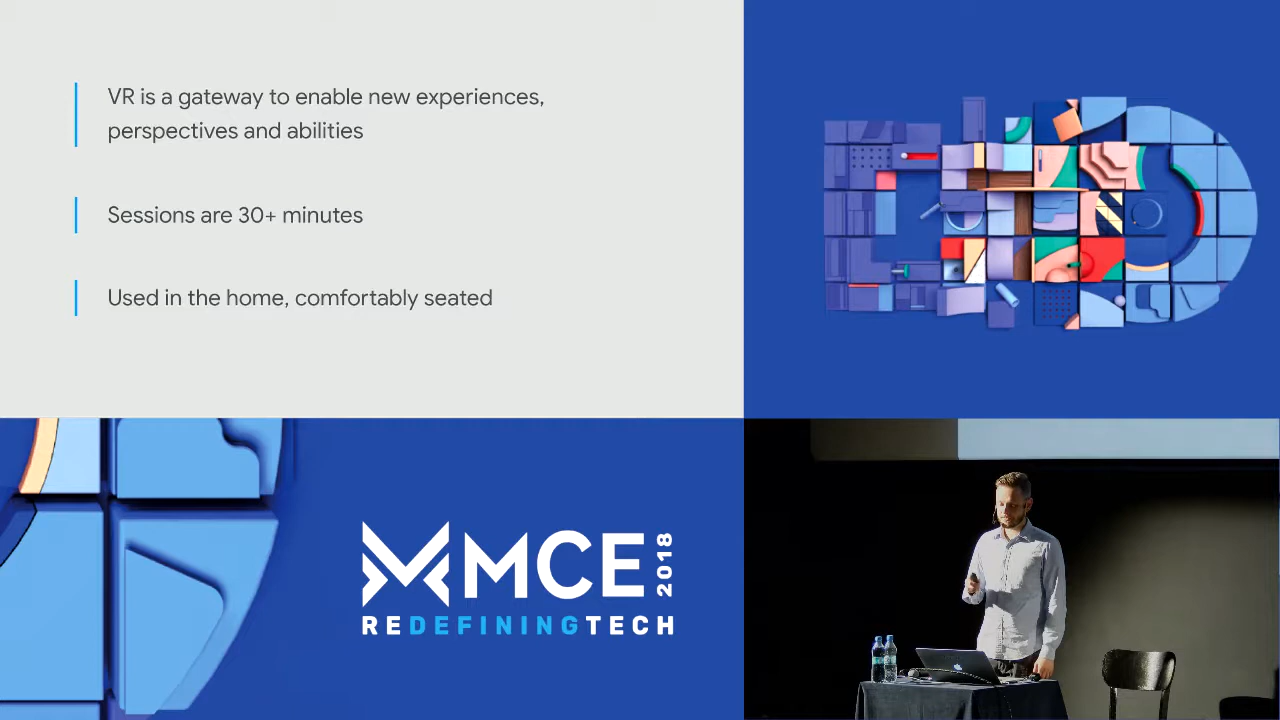 VR is a gateway to enable new experiences,
perspectives and abilities
Sessions are 30+ minutes
Used in the home, comfortably seated
MCE 2018
REDEFININGTECH